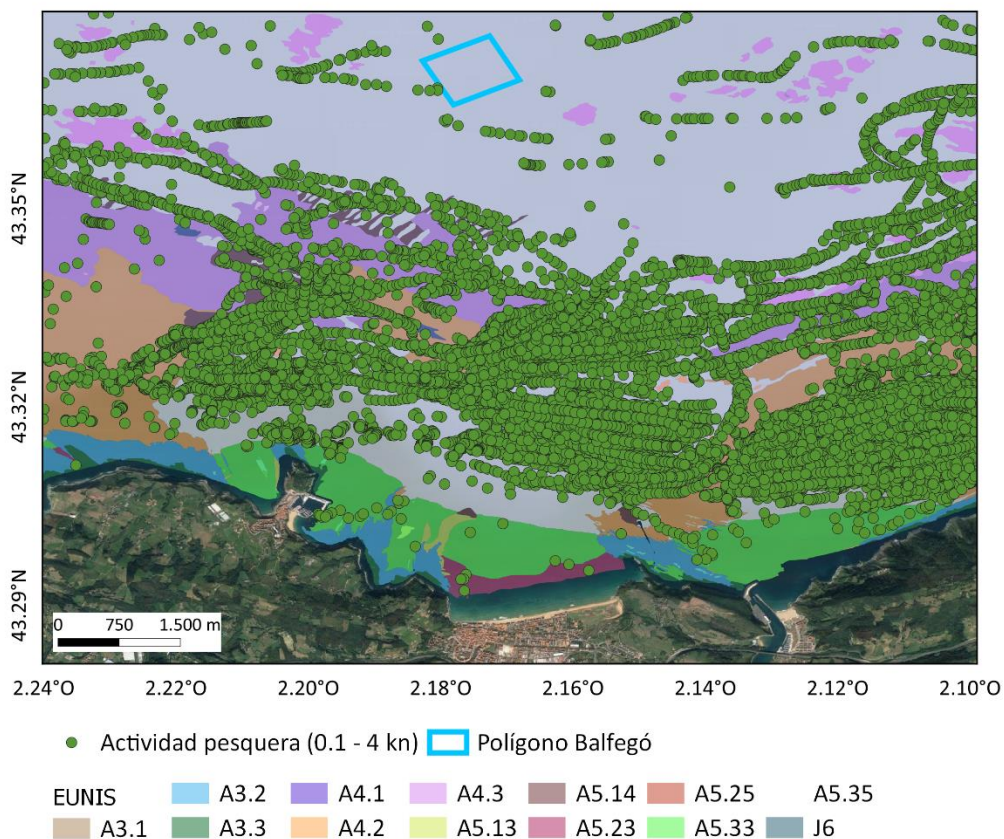 43.35°N
43.32°N
43.29°N
0 750 1.500 m
2.24°O 2.22°O 2.20°O 2.18°O 2.16°O 2.14°O 2.12°O 2.10°O
Actividad pesquera (0.1 - 4 kn) Polígono Balfegó
EUNIS A3.2 A4.1 A4.3 A5.14 A5.25 A5.35
A3.1 A3.3 A4.2 A5.13 A5.23 A5.33 J6